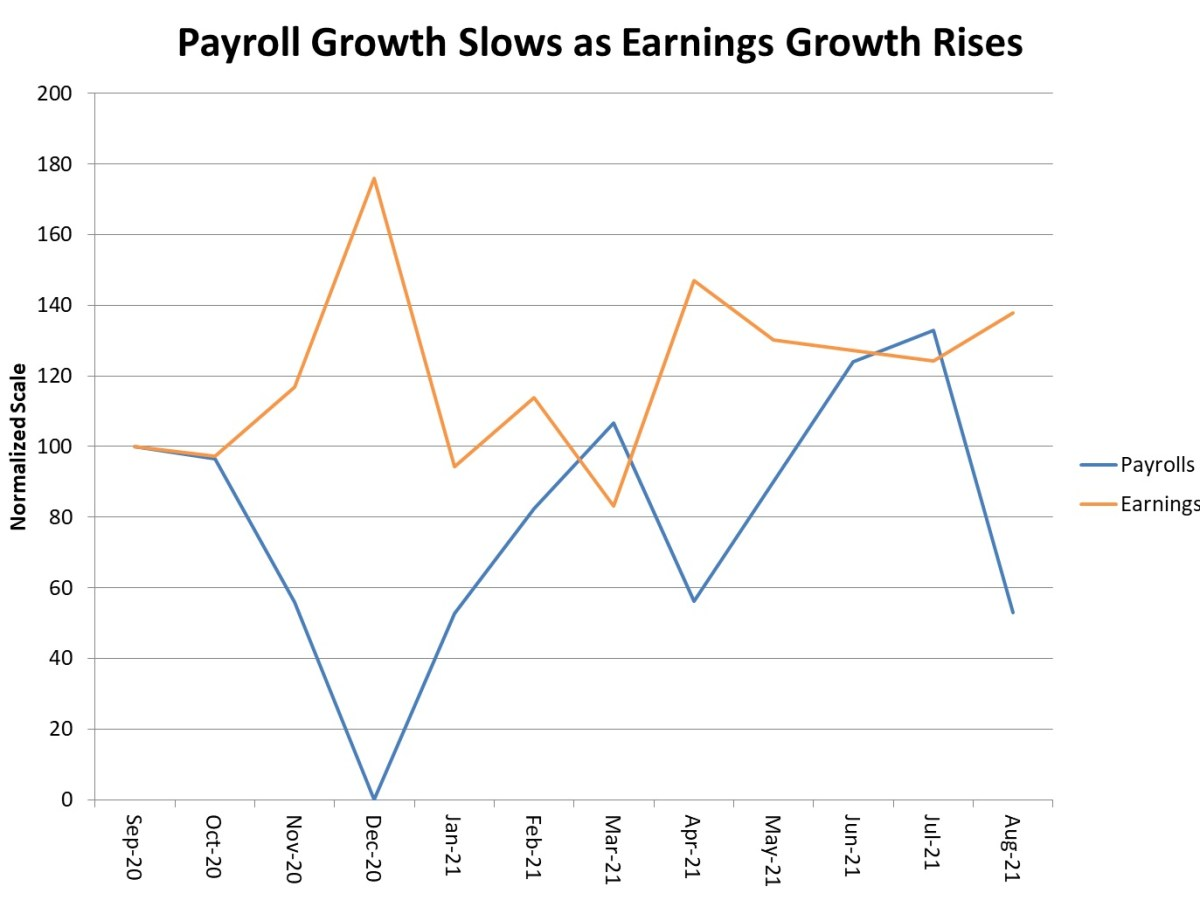 Payroll Growth Slows as Earnings Growth Rises
200
180
160
140
120
100
80
60
40
20
0
Normalized Scale
Sep-20
Oct-20
Nov-20
Dec-20
Jan-21
Feb-21
Mar-21
Apr-21
May-21
Jun-21
Jul-21
Aug-21
Payrolls
Earnings